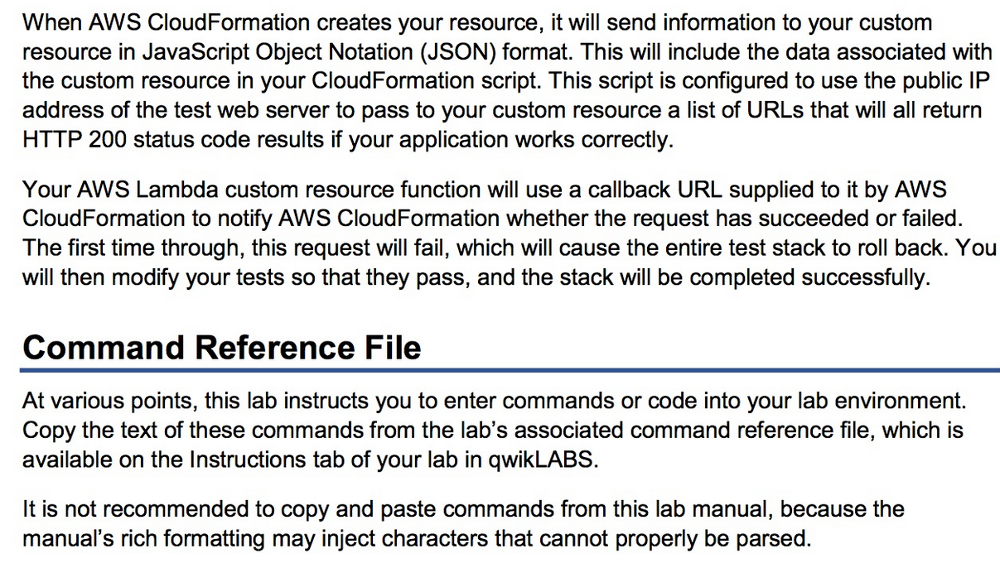 When AWS CloudFormation creates your resource, it will send information to your custom
resource in JavaScript Object Notation (JSON) format. This will include the data associated with
the custom resource in your CloudFormation script. This script is configured to use the public IP
address of the test web server to pass to your custom resource a list of URLs that will all return
HTTP 200 status code results if your application works correctly.
Your AWS Lambda custom resource function will use a callback URL supplied to it by AWS
CloudFormation to notify AWS CloudFormation whether the request has succeeded or failed.
The first time through, this request will fail, which will cause the entire test stack to roll back. You
will then modify your tests so that they pass, and the stack will be completed successfully.
Command Reference File
At various points, this lab instructs you to enter commands or code into your lab environment.
Copy the text of these commands from the lab’s associated command reference file, which is
available on the Instructions tab of your lab in qwikLABS.
It is not recommended to copy and paste commands from this lab manual, because the
manual’s rich formatting may inject characters that cannot properly be parsed.